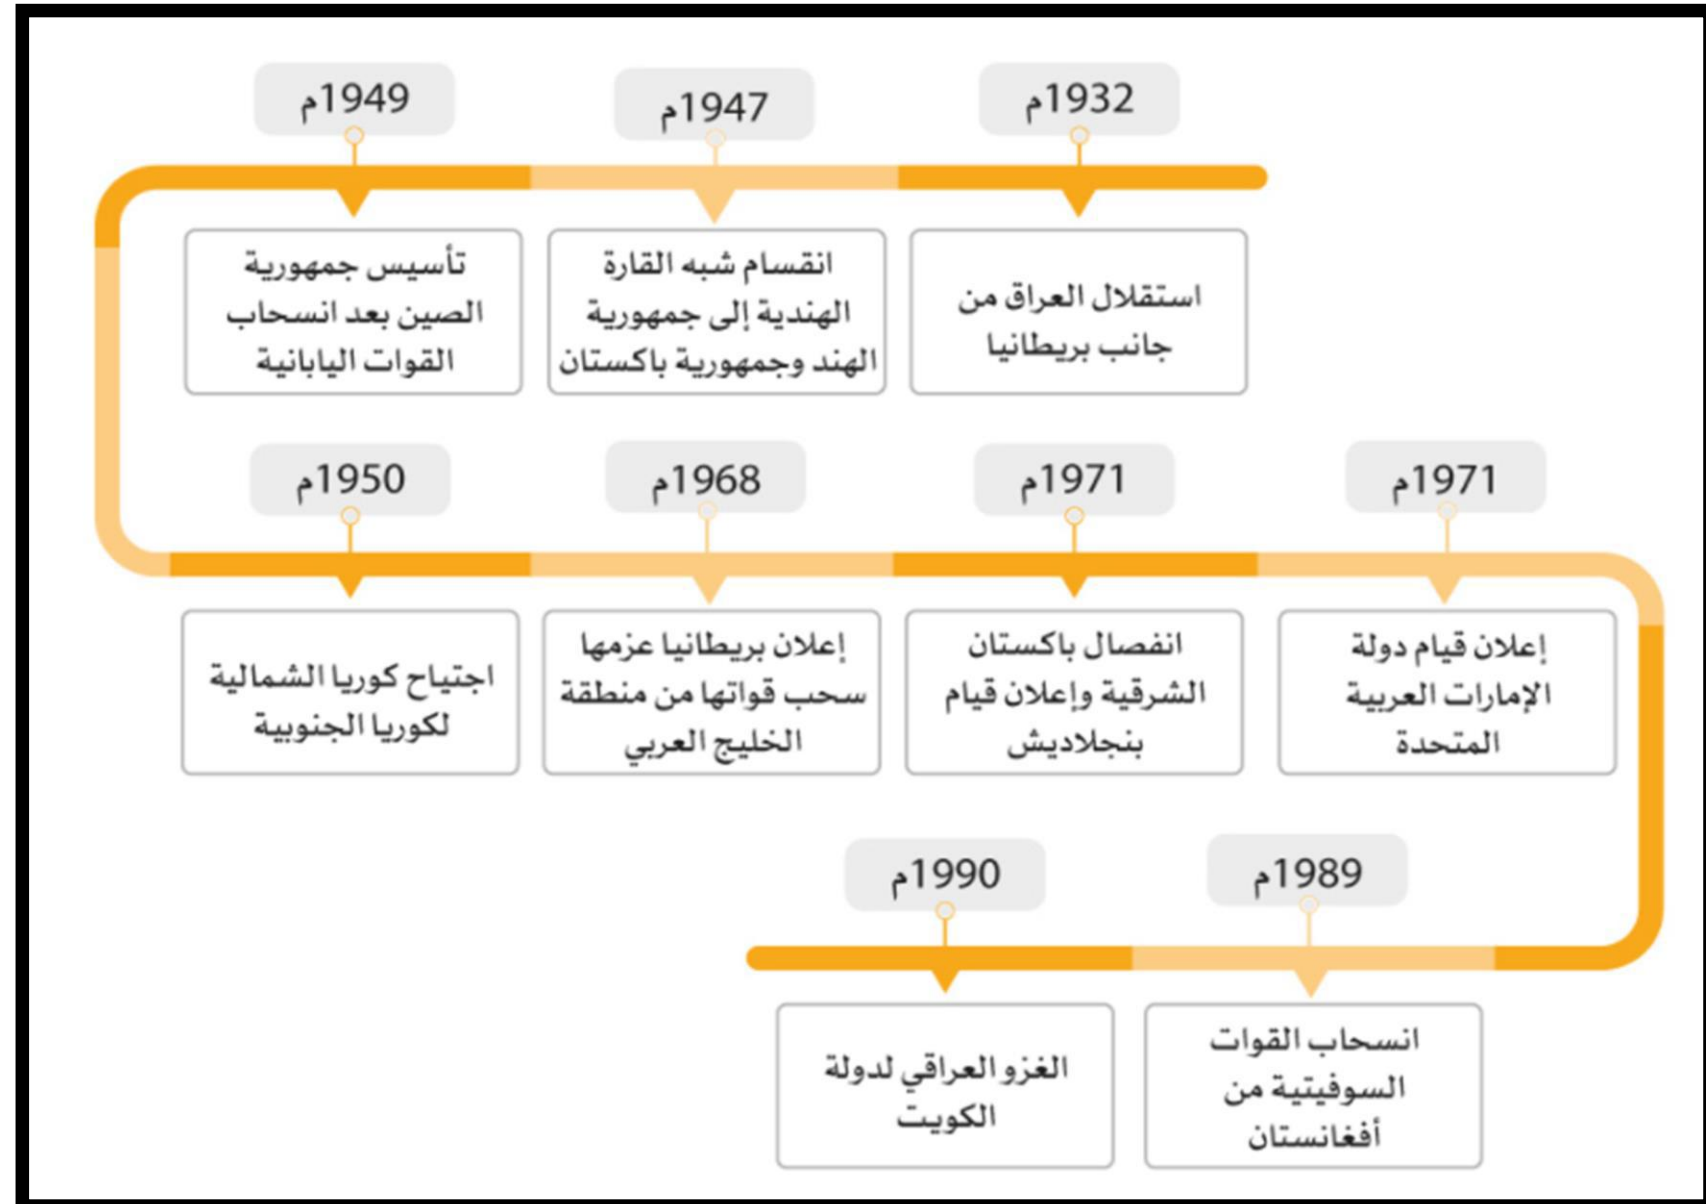 1932م
استقلال العراق من
جانب بريطانيا
1947م
انقسام شبه القارة
الهندية إلى جمهورية
الهند وجمهورية باكستان
1949م
تأسيس جمهورية
الصين بعد انسحاب
القوات اليابانية
1950م
اجتياح كوريا الشمالية
لكوريا الجنوبية
1968م
إعلان بريطانيا عزمها
سحب قواتها من منطقة
الخليج العربي
1971م
انفصال باكستان
الشرقية وإعلان قيام
بنجلاديش
1971م
إعلان قيام دولة
الإمارات العربية
المتحدة
1989م
انسحاب القوات
السوفيتية من
أفغانستان
1990م
الغزو العراقي لدولة
الكويت